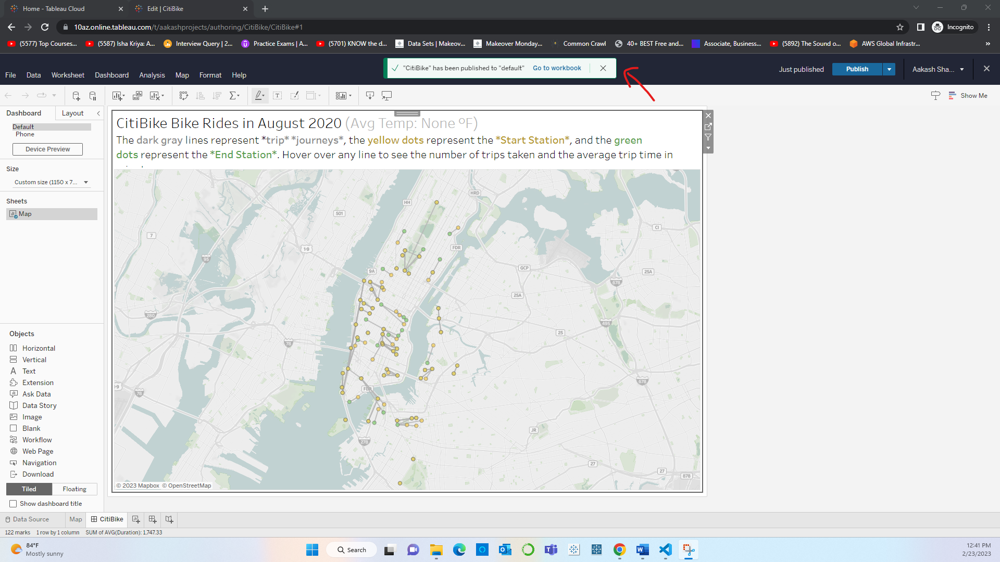 Home - Tableau Cloud
Edit | CitiBike
10az.online.tableau.com/t/aakashprojects/authoring/CitiBike/CitiBike#1
Incognito
(5577) Top Courses...
(5587) Isha Kriya: A...
Interview Query | 2...
Practice Exams | A...
(5701) KNOW the d...
Data Sets | Makeov...
Makeover Monday...
Common Crawl
40+ BEST Free and...
Associate, Business...
(5892) The Sound o...
AWS Global Infrastr...
"CitiBike" has been published to "default" Go to workbook
Just published
Publish
Aakash Sha...
File Data Worksheet Dashboard Analysis Map Format Help
Show Me
Dashboard Layout
Default
Phone
Device Preview
Size
Custom size (1150 x 7...
Sheets
Map
CitiBike Bike Rides in August 2020 (Avg Temp: None ºF)
The dark gray lines represent *trip* *journeys*, the yellow dots represent the *Start Station*, and the green
dots represent the *End Station*. Hover over any line to see the number of trips taken and the average trip time in
HRD
HH
501
CI
7
FDR
1-9
95
GCP
9A
25A
678
25A
280
495
25
78
678
1-9
78
FDR
JR
278
27
27
878
© 2023 Mapbox © OpenStreetMap
Objects
Horizontal
Vertical
Text
Extension
Ask Data
Data Story
Image
Blank
Workflow
Web Page
Navigation
Download
Tiled Floating
Show dashboard title
Data Source Map CitiBike
122 marks 1 row by 1 column SUM of AVG(Duration): 1,747.33
84°F
Mostly sunny
Search
12:41 PM
2/23/2023